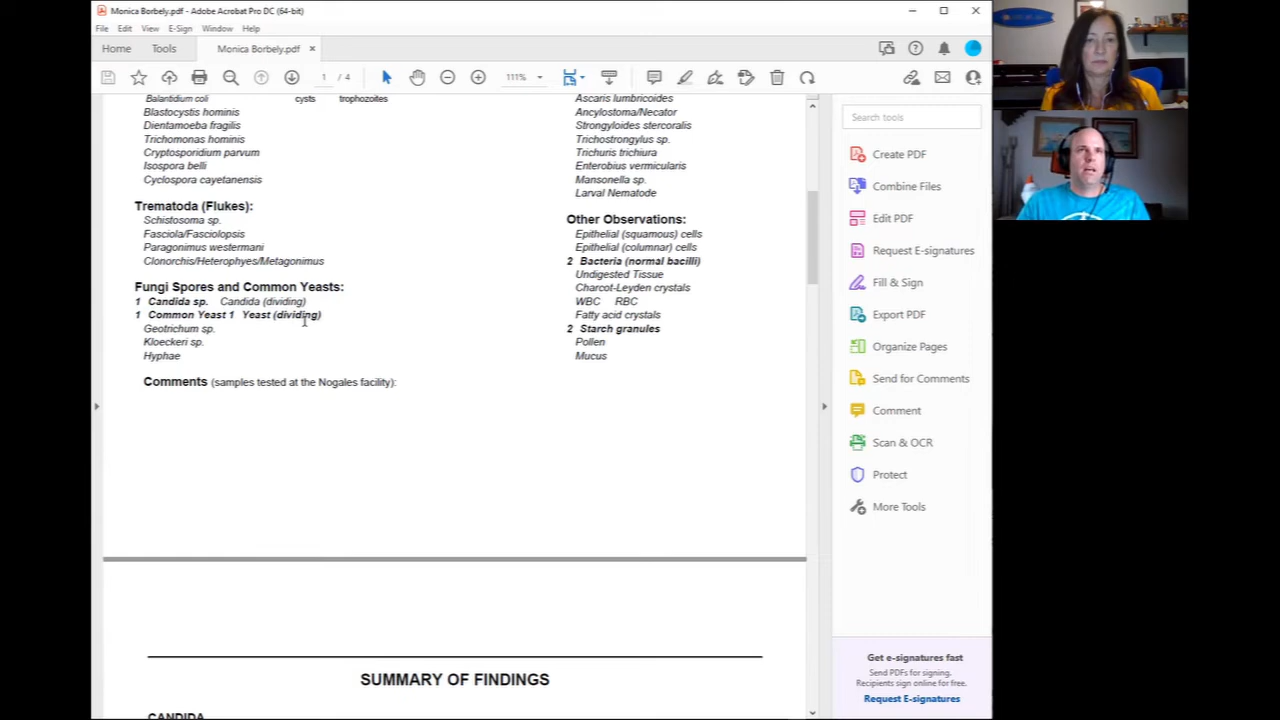 Monica Borbely.pdf - Adobe Acrobat Pro DC (64-bit)
File Edit View E-Sign Window Help
Home Tools Monica Borbely.pdf ×
1 / 4 111%
Balantidium coli cysts trophozoites
Blastocystis hominis
Dientamoeba fragilis
Trichomonas hominis
Cryptosporidium parvum
Isospora belli
Cyclospora cayetanensis
Trematoda (Flukes):
Schistosoma sp.
Fasciola/Fasciolopsis
Paragonimus westermani
Clonorchis/Heterophyes/Metagonimus
Fungi Spores and Common Yeasts:
1 Candida sp. Candida (dividing)
1 Common Yeast 1 Yeast (dividing)
Geotrichum sp.
Kloeckeri sp.
Hyphae
Comments (samples tested at the Nogales facility):
Ascaris lumbricoides
Ancylostoma/Necator
Strongyloides stercoralis
Trichostrongylus sp.
Trichuris trichiura
Enterobius vermicularis
Mansonella sp.
Larval Nematode
Other Observations:
Epithelial (squamous) cells
Epithelial (columnar) cells
2 Bacteria (normal bacilli)
Undigested Tissue
Charcot-Leyden crystals
WBC RBC
Fatty acid crystals
2 Starch granules
Pollen
Mucus
SUMMARY OF FINDINGS
CANDIDA
Search tools
Create PDF
Combine Files
Edit PDF
Request E-signatures
Fill & Sign
Export PDF
Organize Pages
Send for Comments
Comment
Scan & OCR
Protect
More Tools
Get e-signatures fast
Send PDFs for signing.
Recipients sign online for free.
Request E-signatures